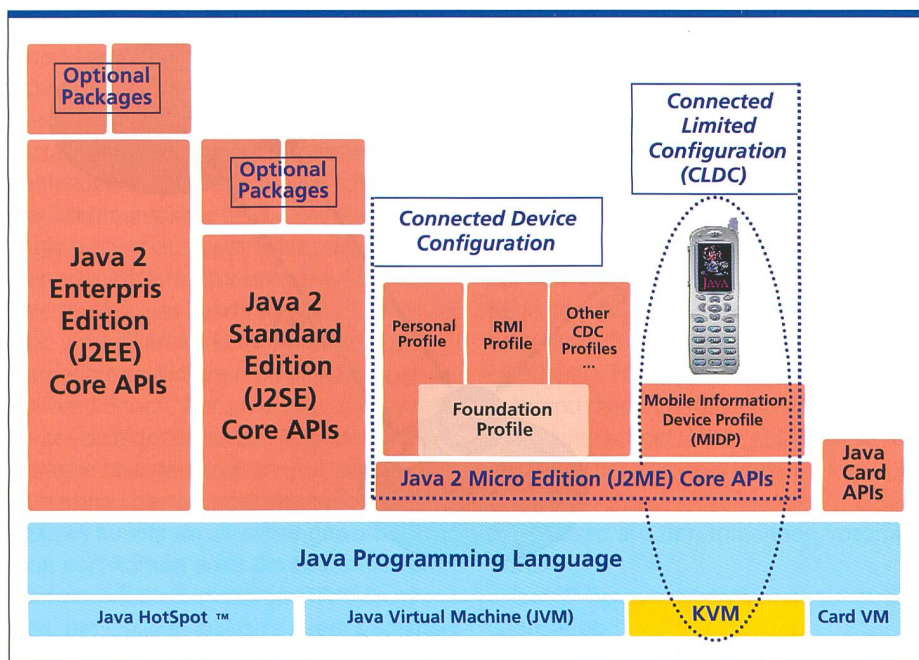 Optional
Packages
Java 2
Enterpris
Edition
(J2EE)
Core APIs
Optional
Packages
Java 2
Standard
Edition
(J2SE)
Core APIs
Connected Device
Configuration
Personal
Profile
RMI
Profile
Other
CDC
Profiles
...
Foundation
Profile
Connected
Limited
Configuration
(CLDC)
JAVA
Mobile Information
Device Profile
(MIDP)
Java 2 Micro Edition (J2ME) Core APIs
Java
Card
APIs
Java Programming Language
Java HotSpot ™
Java Virtual Machine (JVM)
KVM
Card VM